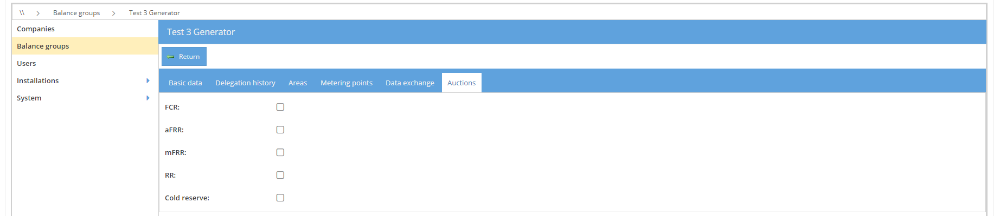 \\ > Balance groups > Test 3 Generator
Companies
Balance groups
Users
Installations
System
Test 3 Generator
Return
Basic data Delegation history Areas Metering points Data exchange Auctions
FCR:
aFRR:
mFRR:
RR:
Cold reserve: